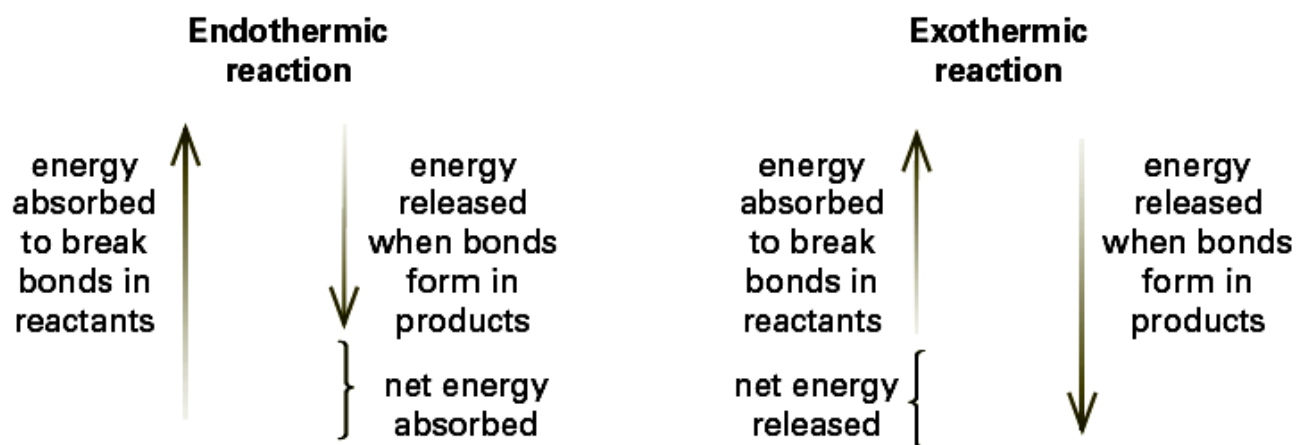 Endothermic
reaction
energy
absorbed
to break
bonds in
reactants
energy
released
when bonds
form in
products
net energy
absorbed
Exothermic
reaction
energy
absorbed
to break
bonds in
reactants
net energy
released
energy
released
when bonds
form in
products